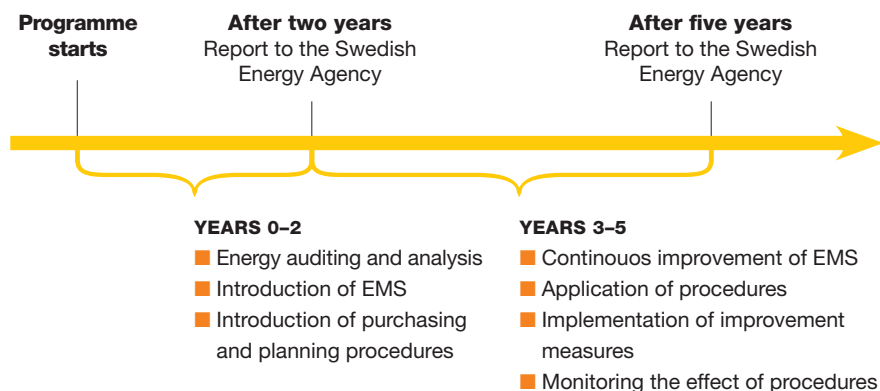 Programme
starts
After two years
Report to the Swedish
Energy Agency
After five years
Report to the Swedish
Energy Agency
YEARS 0–2
Energy auditing and analysis
Introduction of EMS
Introduction of purchasing
and planning procedures
YEARS 3–5
Continouos improvement of EMS
Application of procedures
Implementation of improvement
measures
Monitoring the effect of procedures